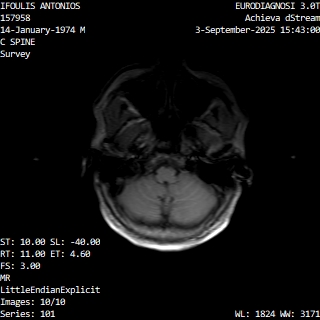 IFOULIS ANTONIOS
157958
14-January-1974 M
C SPINE
Survey
EURODIAGNOSI 3.0T
Achieva dStream
3-September-2025 15:43:00
ST: 10.00 SL: -40.00
RT: 11.00 ET: 4.60
FS: 3.00
MR
LittleEndianExplicit
Images: 10/10
Series: 101
WL: 1824 WW: 3171